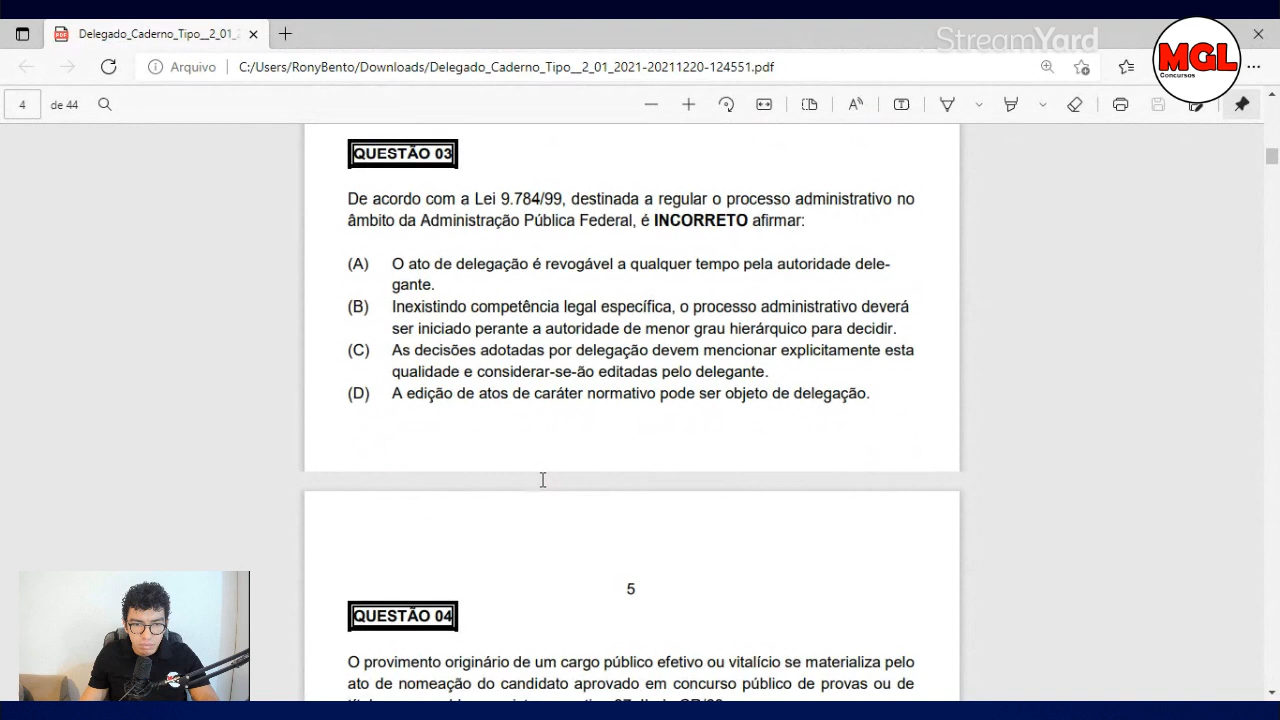 Delegado_Caderno_Tipo__2_01_2
StreamYard
MGL
Concursos
Arquivo
C:/Users/RonyBento/Downloads/Delegado_Caderno_Tipo__2_01_2021-20211220-124551.pdf
4
de 44
QUESTÃO 03
De acordo com a Lei 9.784/99, destinada a regular o processo administrativo no
âmbito da Administração Pública Federal, é INCORRETO afirmar:
(A) O ato de delegação é revogável a qualquer tempo pela autoridade dele-
gante.
(B) Inexistindo competência legal específica, o processo administrativo deverá
ser iniciado perante a autoridade de menor grau hierárquico para decidir.
(C) As decisões adotadas por delegação devem mencionar explicitamente esta
qualidade e considerar-se-ão editadas pelo delegante.
(D) A edição de atos de caráter normativo pode ser objeto de delegação.
5
QUESTÃO 04
O provimento originário de um cargo público efetivo ou vitalício se materializa pelo
ato de nomeação do candidato aprovado em concurso público de provas ou de